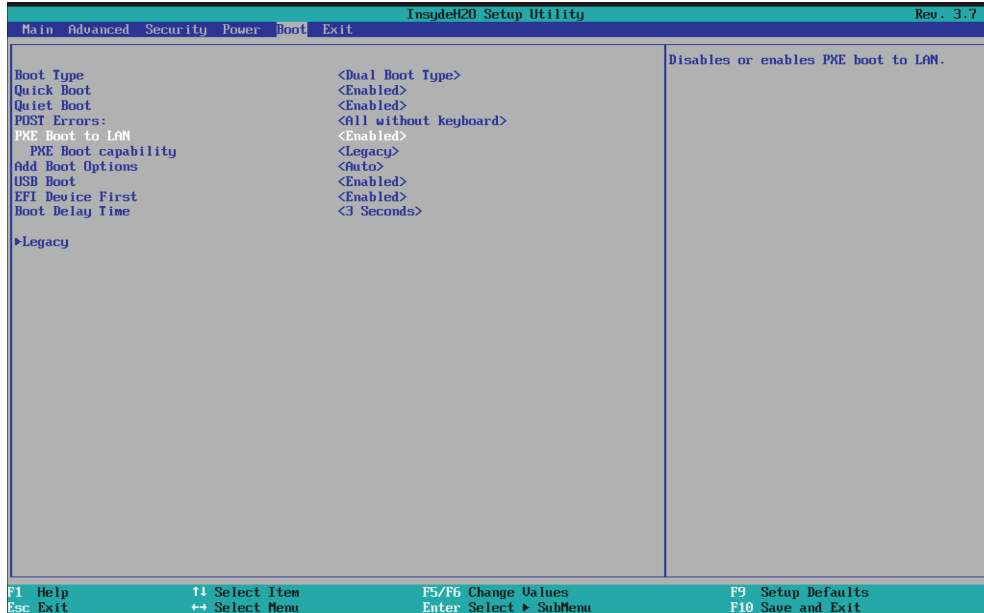 InsydeH20 Setup Utility Rev. 3.7
Main Advanced Security Power Boot Exit
Disables or enables PXE boot to LAN.
Boot Type <Dual Boot Type>
Quick Boot <Enabled>
Quiet Boot <Enabled>
POST Errors: <All without keyboard>
PXE Boot to LAN <Enabled>
PXE Boot capability <Legacy>
Add Boot Options <Auto>
USB Boot <Enabled>
EFI Device First <Enabled>
Boot Delay Time <3 Seconds>
▶Legacy
F1 Help ↑↓ Select Item F5/F6 Change Values F9 Setup Defaults
Esc Exit ↔ Select Menu Enter Select ▶ SubMenu F10 Save and Exit